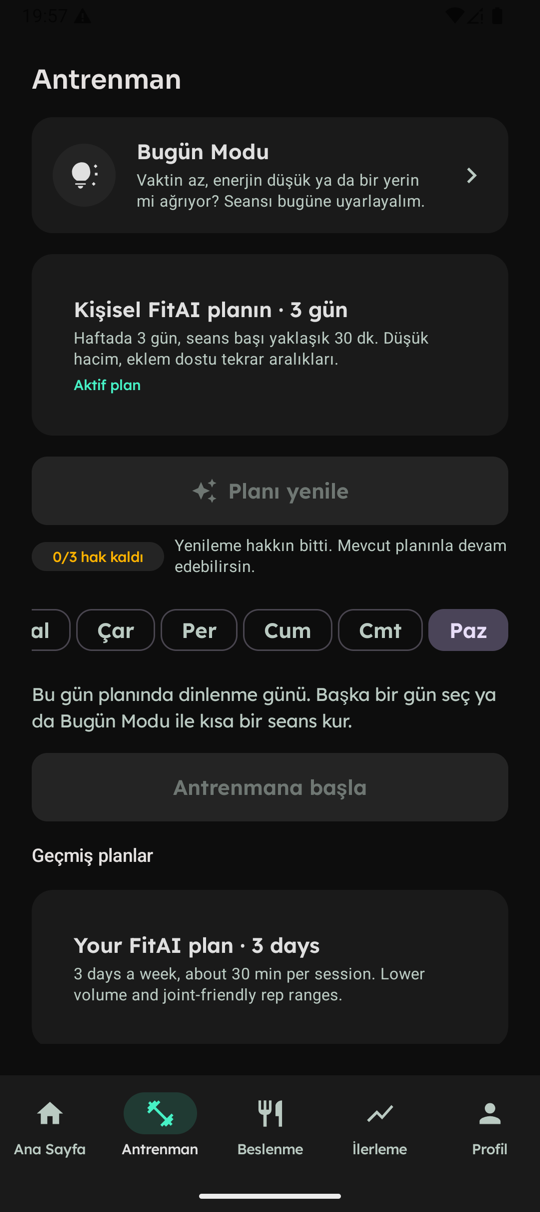 19:57
Antrenman
Bugün Modu
Vaktin az, enerjin düşük ya da bir yerin
mi ağrıyor? Seansı bugüne uyarlayalım.
Kişisel FitAI planın · 3 gün
Haftada 3 gün, seans başı yaklaşık 30 dk. Düşük
hacim, eklem dostu tekrar aralıkları.
Aktif plan
Planı yenile
0/3 hak kaldı
Yenileme hakkın bitti. Mevcut planınla devam
edebilirsin.
al Çar Per Cum Cmt Paz
Bu gün planında dinlenme günü. Başka bir gün seç ya
da Bugün Modu ile kısa bir seans kur.
Antrenmana başla
Geçmiş planlar
Your FitAI plan · 3 days
3 days a week, about 30 min per session. Lower
volume and joint-friendly rep ranges.
Ana Sayfa Antrenman Beslenme İlerleme Profil